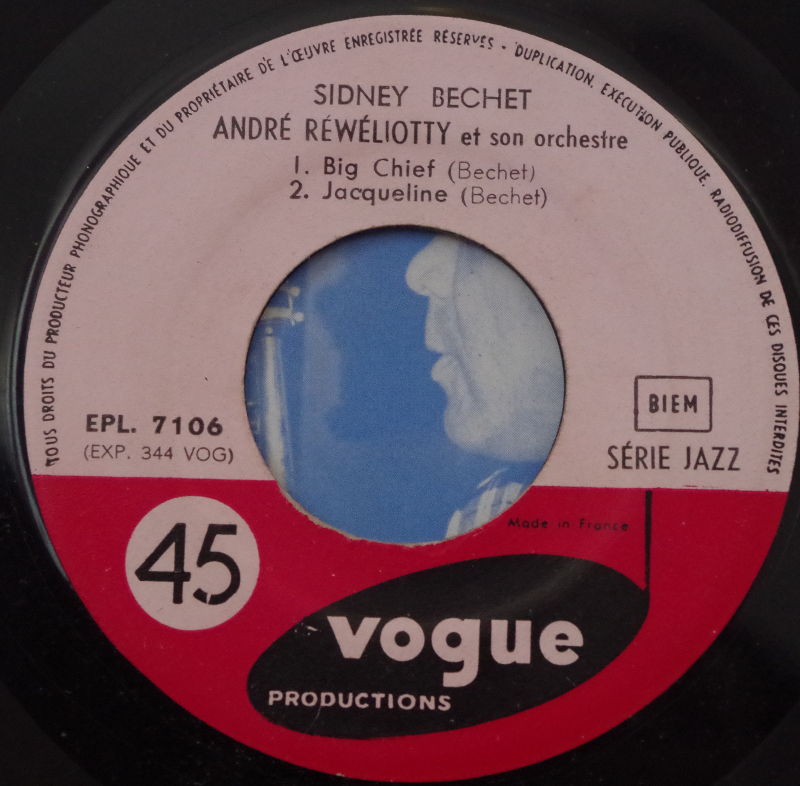 TOUS DROITS DU PRODUCTEUR PHONOGRAPHIQUE ET DU PROPRIÉTAIRE DE L'ŒUVRE ENREGISTRÉE RÉSERVÉS • DUPLICATION, EXECUTION PUBLIQUE, RADIODIFFUSION DE CES DISQUES INTERDITES
SIDNEY BECHET
ANDRÉ RÉWÉLIOTTY et son orchestre
1. Big Chief (Bechet)
2. Jacqueline (Bechet)
EPL. 7106
(EXP. 344 VOG)
BIEM
SÉRIE JAZZ
Made in France
45
vogue
PRODUCTIONS